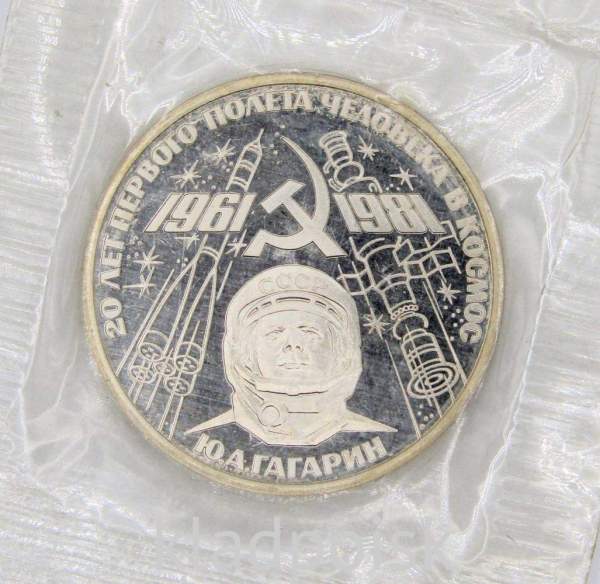 20 ЛЕТ ПЕРВОГО ПОЛЕТА ЧЕЛОВЕКА В КОСМОС
1961 1981
СССР
Ю.А.ГАГАРИН